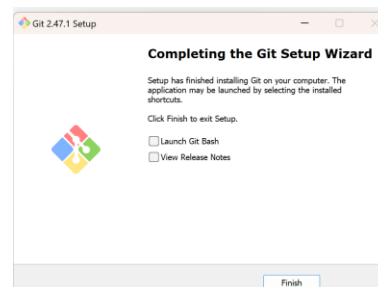 Git 2.47.1 Setup
Completing the Git Setup Wizard
Setup has finished installing Git on your computer. The
application may be launched by selecting the installed
shortcuts.
Click Finish to exit Setup.
Launch Git Bash
View Release Notes
Finish